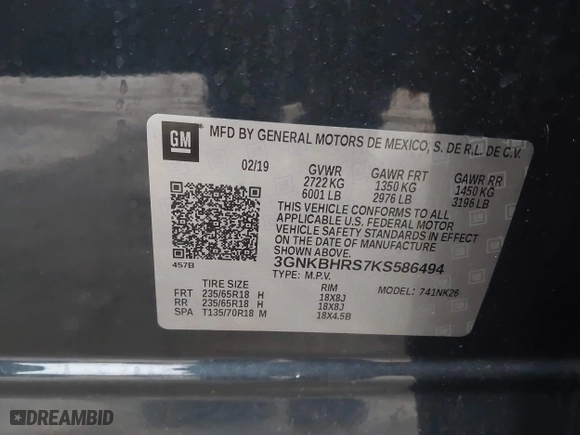 GM
MFD BY GENERAL MOTORS DE MEXICO, S. DE R.L. DE C.V.
02/19 GVWR GAWR FRT GAWR RR
2722 KG 1350 KG 1450 KG
6001 LB 2976 LB 3196 LB
THIS VEHICLE CONFORMS TO ALL
APPLICABLE U.S. FEDERAL MOTOR
VEHICLE SAFETY STANDARDS IN
EFFECT ON THE DATE OF MANUFACTURE
SHOWN ABOVE.
457B 3GNKBHRS7KS586494
TYPE: M.P.V. MODEL: 741NK26
TIRE SIZE RIM
FRT 235/65R18 H 18X8J
RR 235/65R18 H 18X8J
SPA T135/70R18 M 18X4.5B
DREAMBID